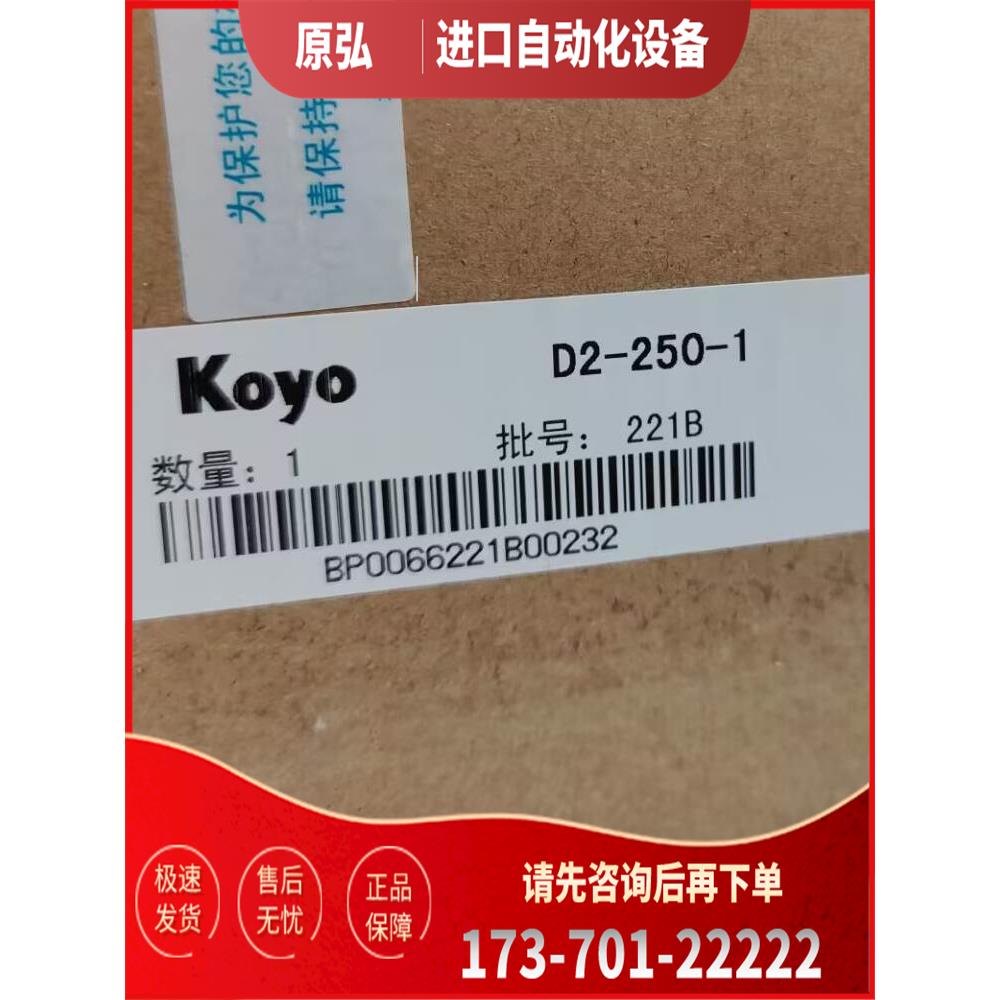 原弘 进口自动化设备
为保护您的
请保持
Koyo D2-250-1
数量：1 批号：221B
BP0066221B00232
极速发货
售后无忧
正品保障
请先咨询后再下单
173-701-22222